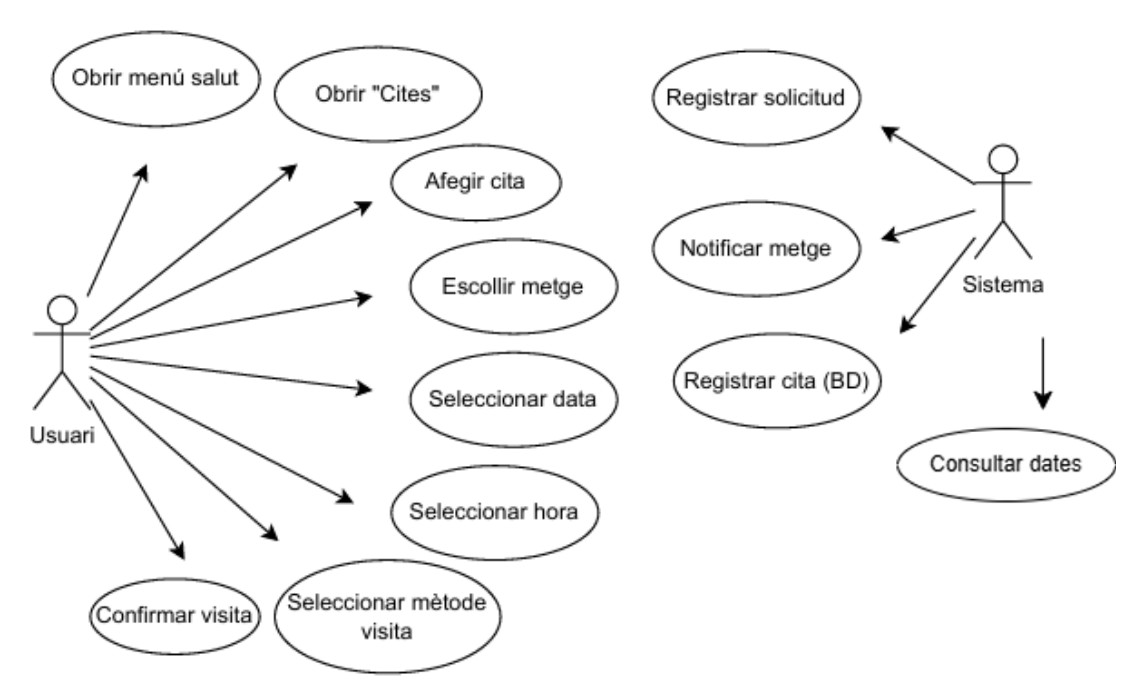 Obrir menú salut
Obrir "Cites"
Afegir cita
Escollir metge
Seleccionar data
Usuari
Seleccionar hora
Seleccionar mètode
visita
Confirmar visita
Registrar solicitud
Notificar metge
Sistema
Registrar cita (BD)
Consultar dates